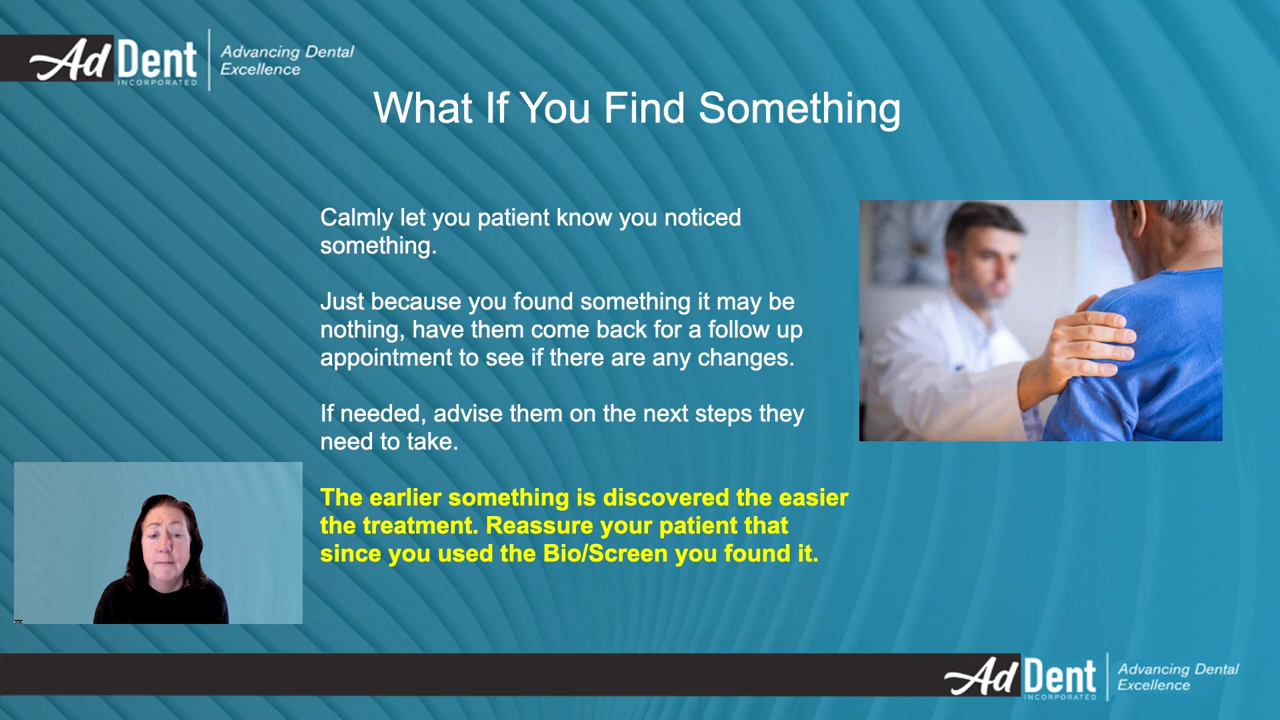 AdDent
INCORPORATED
Advancing Dental
Excellence
What If You Find Something
Calmly let you patient know you noticed
something.
Just because you found something it may be
nothing, have them come back for a follow up
appointment to see if there are any changes.
If needed, advise them on the next steps they
need to take.
The earlier something is discovered the easier
the treatment. Reassure your patient that
since you used the Bio/Screen you found it.
AdDent
INCORPORATED
Advancing Dental
Excellence